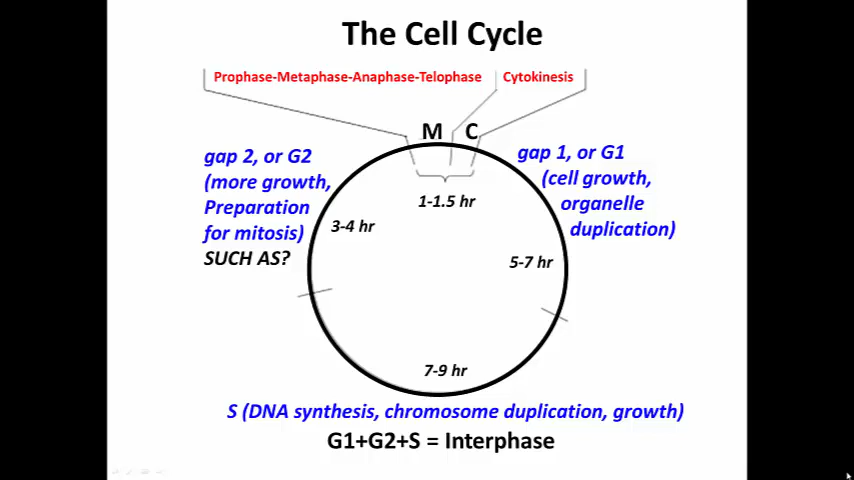 The Cell Cycle
Prophase-Metaphase-Anaphase-Telophase
Cytokinesis
M
C
gap 2, or G2
(more growth,
Preparation
for mitosis)
SUCH AS?
gap 1, or G1
(cell growth,
organelle
duplication)
1-1.5 hr
3-4 hr
5-7 hr
7-9 hr
S (DNA synthesis, chromosome duplication, growth)
G1+G2+S = Interphase